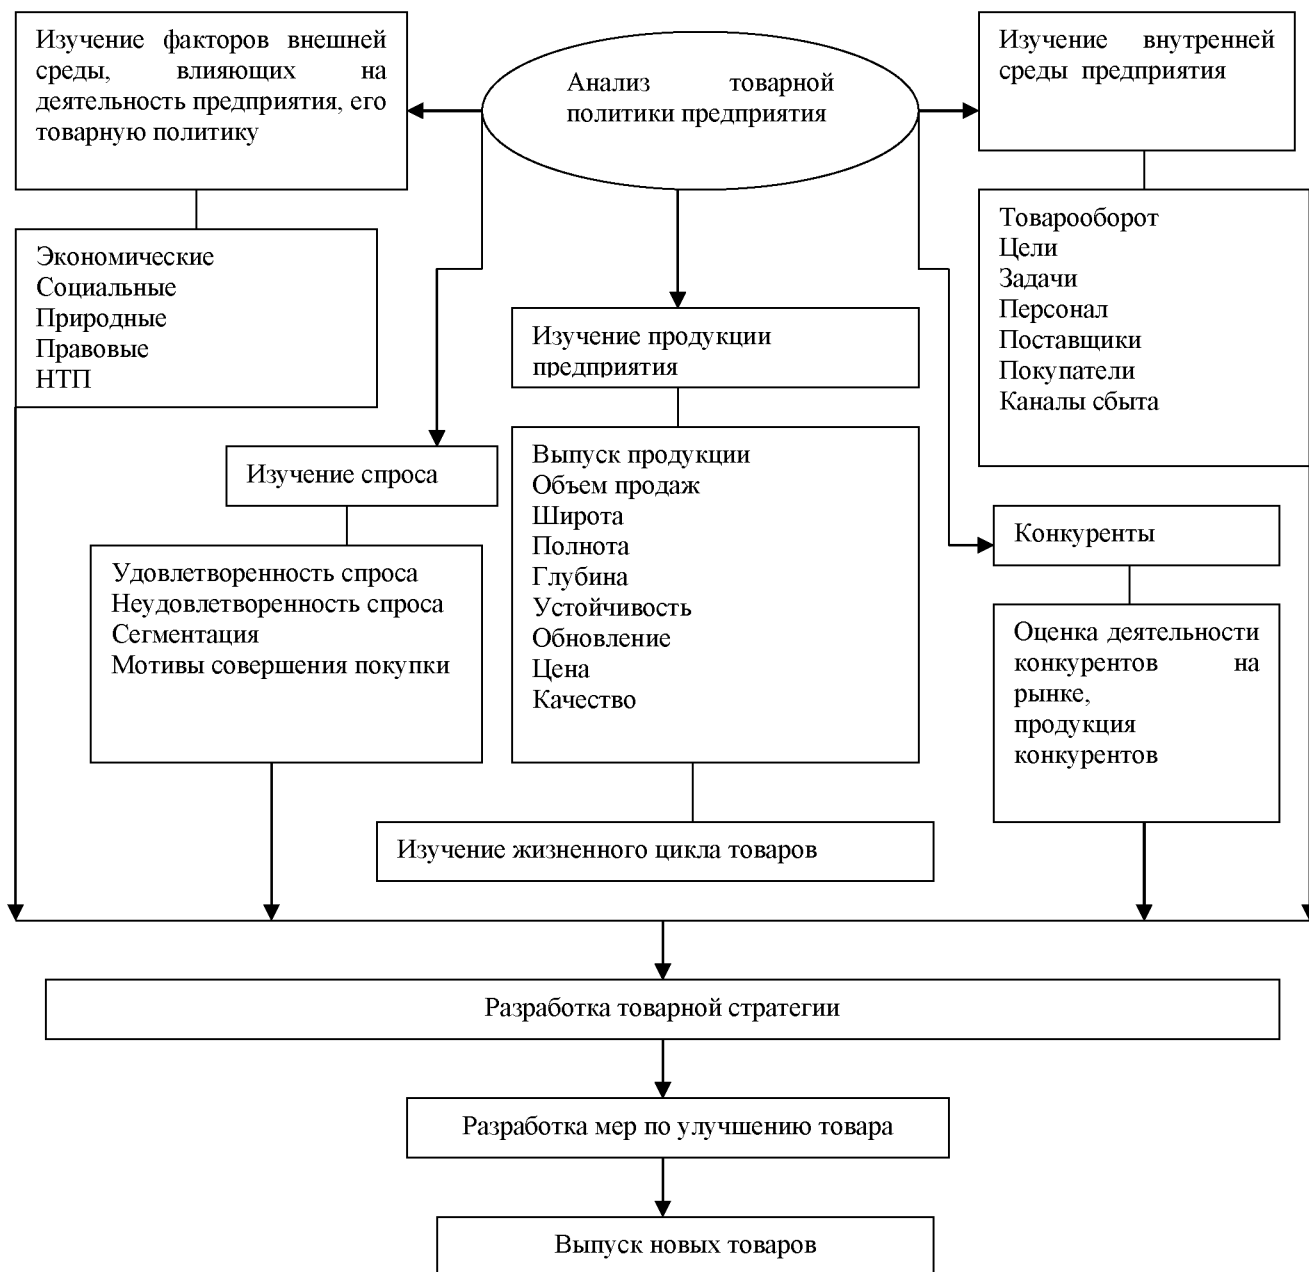 Изучение факторов внешней
среды, влияющих на
деятельность предприятия, его
товарную политику
Анализ товарной
политики предприятия
Изучение внутренней
среды предприятия
Экономические
Социальные
Природные
Правовые
НТП
Товарооборот
Цели
Задачи
Персонал
Поставщики
Покупатели
Каналы сбыта
Изучение продукции
предприятия
Изучение спроса
Выпуск продукции
Объем продаж
Широта
Полнота
Глубина
Устойчивость
Обновление
Цена
Качество
Конкуренты
Удовлетворенность спроса
Неудовлетворенность спроса
Сегментация
Мотивы совершения покупки
Оценка деятельности
конкурентов на
рынке,
продукция
конкурентов
Изучение жизненного цикла товаров
Разработка товарной стратегии
Разработка мер по улучшению товара
Выпуск новых товаров